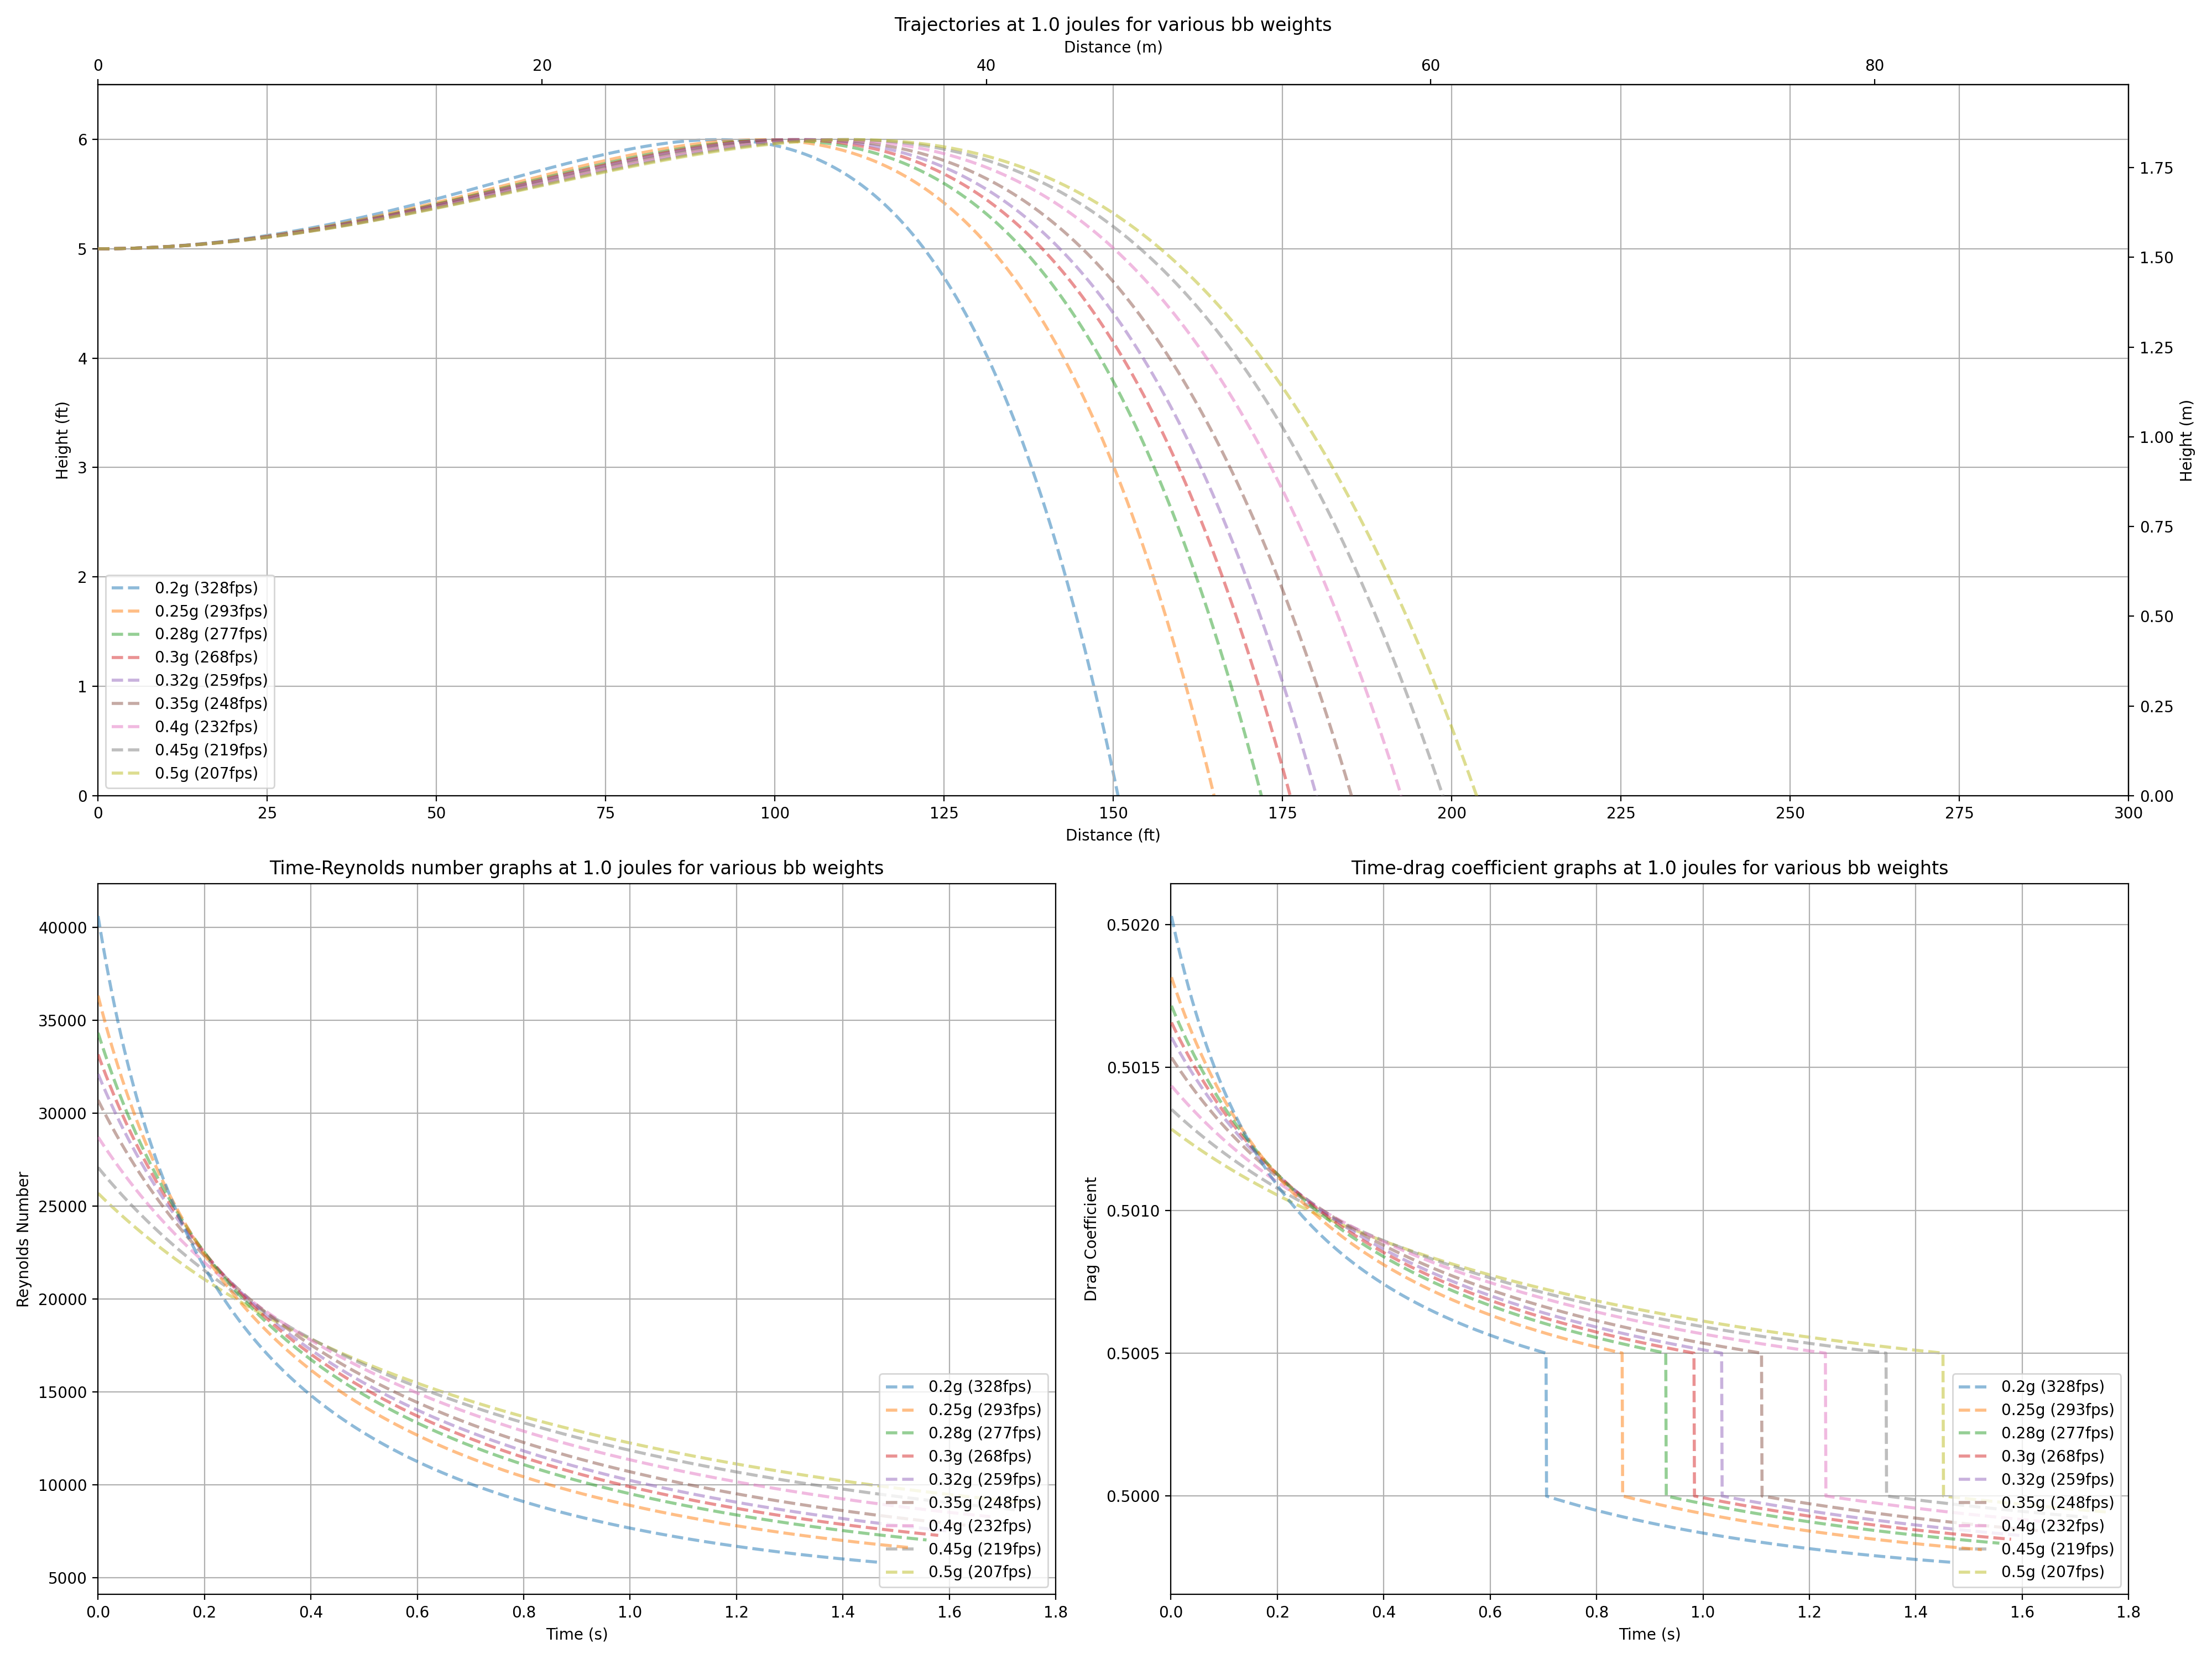 Trajectories at 1.0 joules for various bb weights
Distance (m)
0 20 40 60 80
6
5
4
3
2
1
0
Height (ft)
1.75
1.50
1.25
1.00
0.75
0.50
0.25
0.00
Height (m)
0.2g (328fps)
0.25g (293fps)
0.28g (277fps)
0.3g (268fps)
0.32g (259fps)
0.35g (248fps)
0.4g (232fps)
0.45g (219fps)
0.5g (207fps)
0 25 50 75 100 125 150 175 200 225 250 275 300
Distance (ft)
Time-Reynolds number graphs at 1.0 joules for various bb weights
40000
35000
30000
25000
20000
15000
10000
5000
Reynolds Number
0.2g (328fps)
0.25g (293fps)
0.28g (277fps)
0.3g (268fps)
0.32g (259fps)
0.35g (248fps)
0.4g (232fps)
0.45g (219fps)
0.5g (207fps)
0.0 0.2 0.4 0.6 0.8 1.0 1.2 1.4 1.6 1.8
Time (s)
Time-drag coefficient graphs at 1.0 joules for various bb weights
0.5020
0.5015
0.5010
0.5005
0.5000
Drag Coefficient
0.2g (328fps)
0.25g (293fps)
0.28g (277fps)
0.3g (268fps)
0.32g (259fps)
0.35g (248fps)
0.4g (232fps)
0.45g (219fps)
0.5g (207fps)
0.0 0.2 0.4 0.6 0.8 1.0 1.2 1.4 1.6 1.8
Time (s)